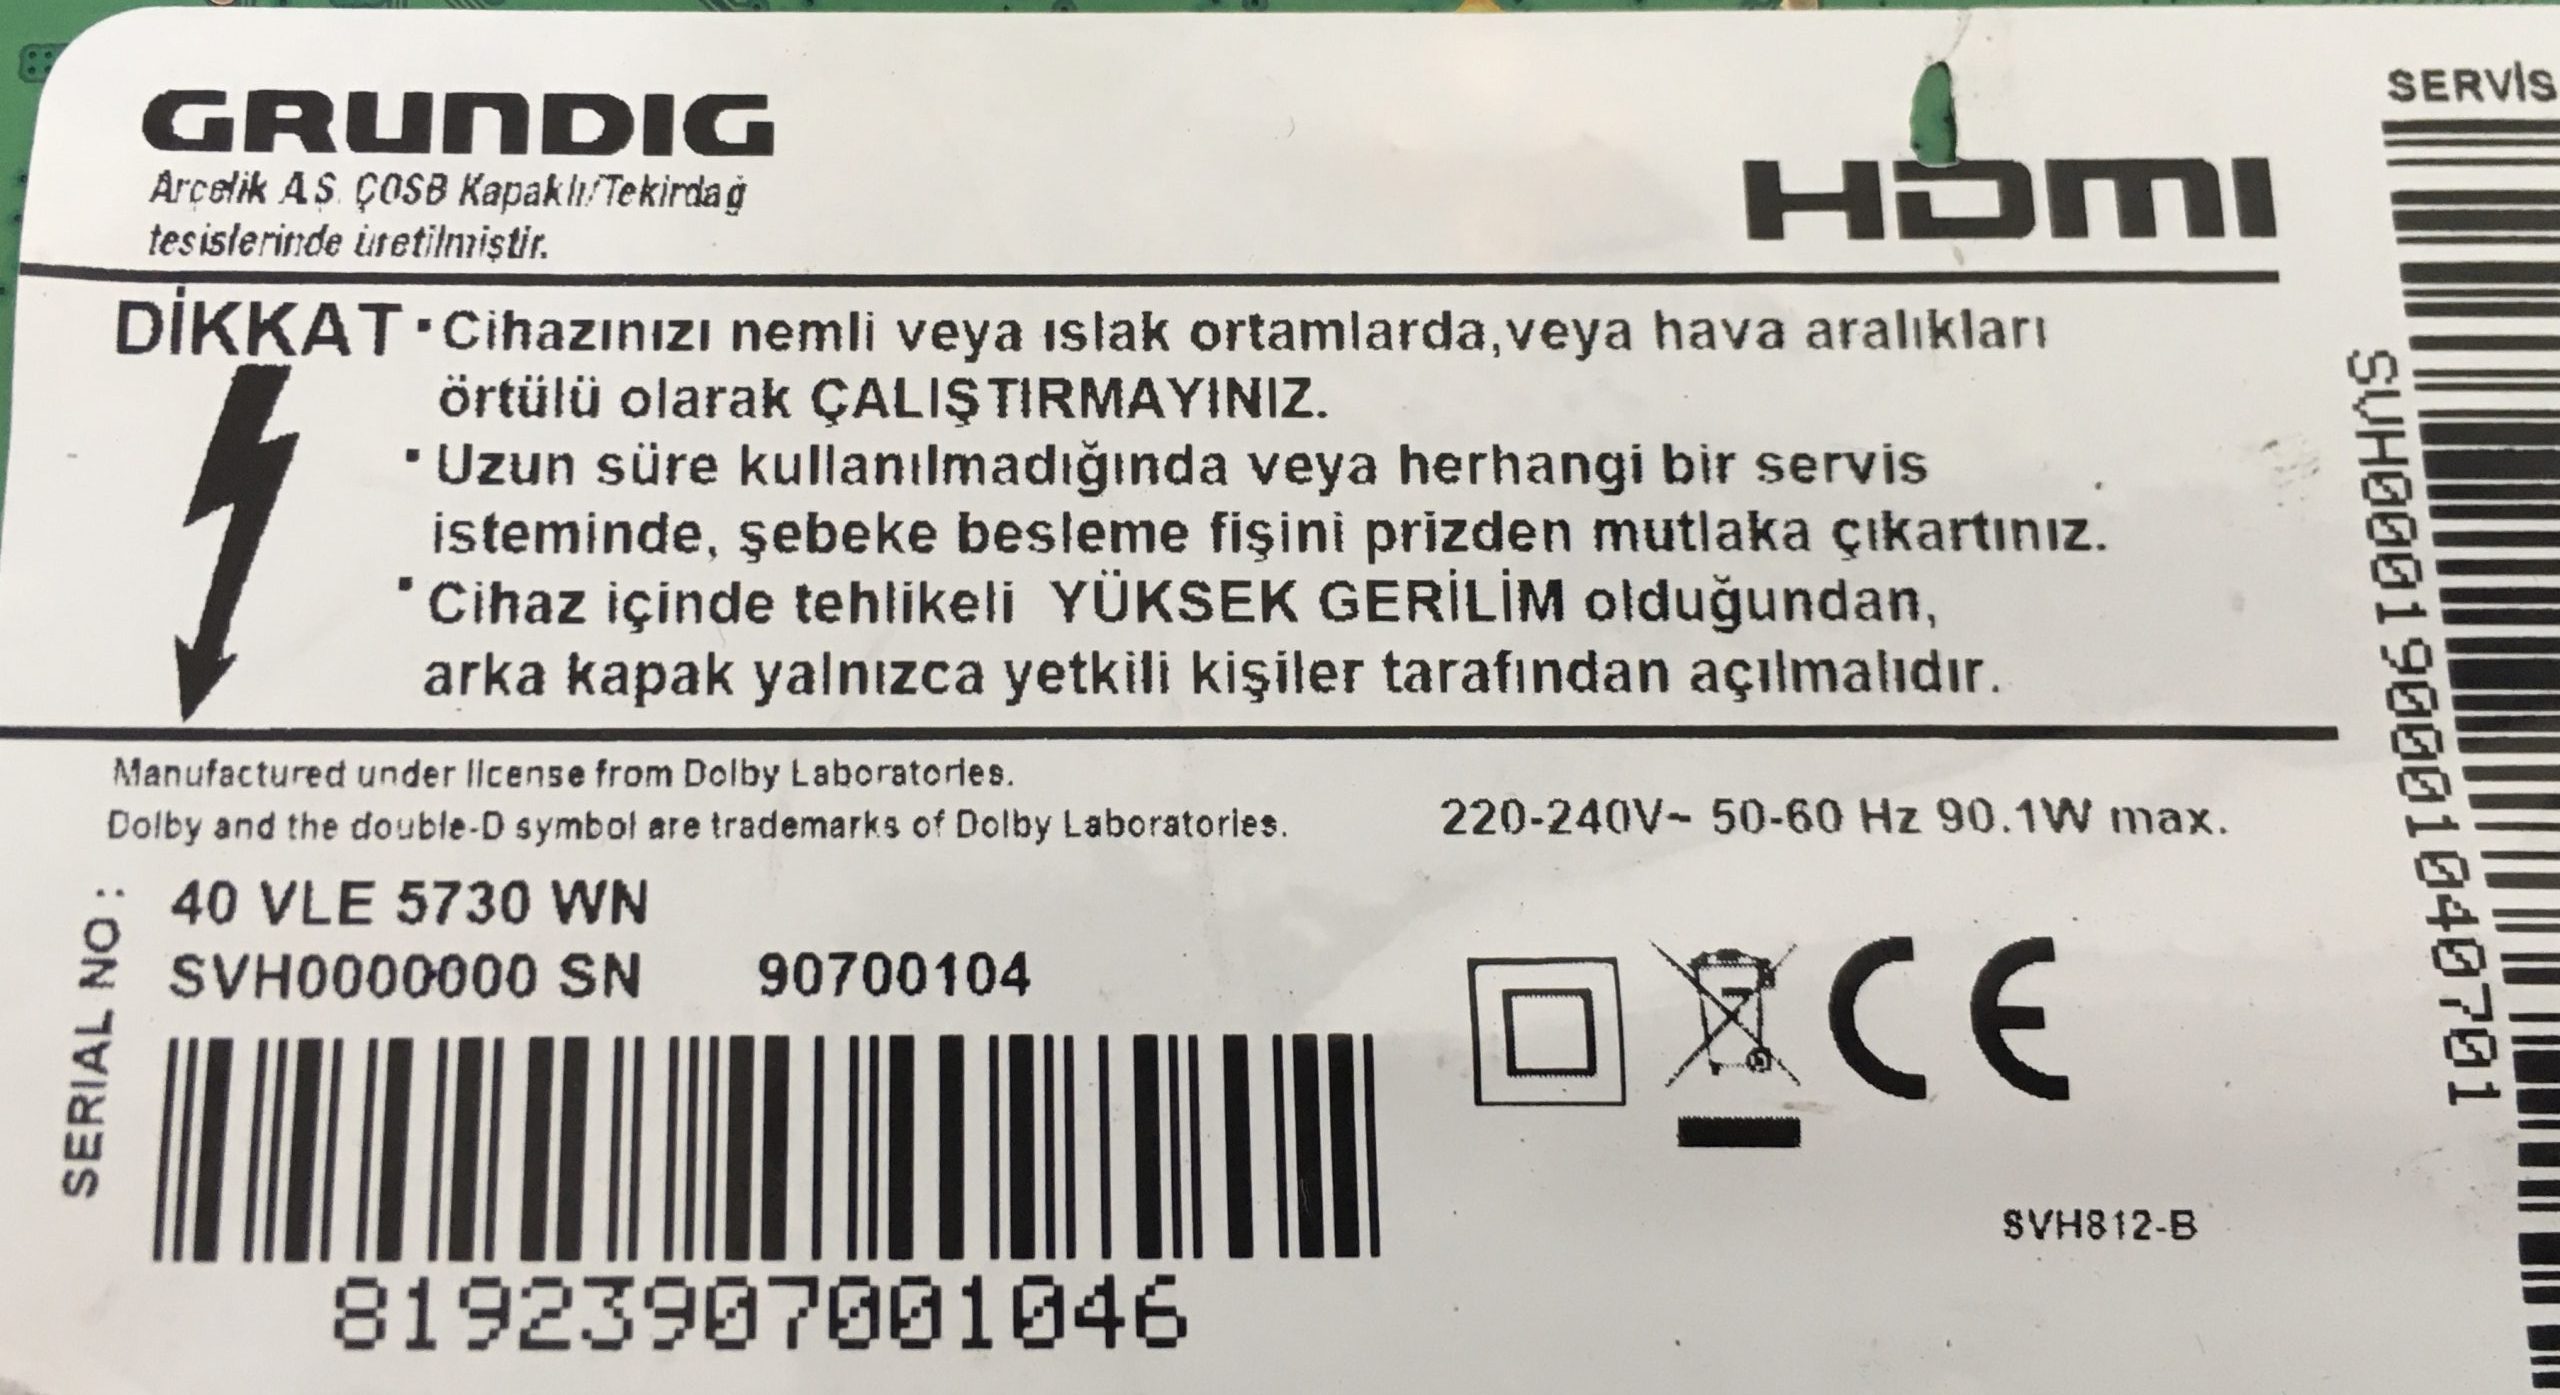 GRUNDIG
Arçelik A.Ş. ÇOSB Kapaklı/Tekirdağ
tesislerinde üretilmiştir.
HDMI
DİKKAT
• Cihazınızı nemli veya ıslak ortamlarda,veya hava aralıkları
örtülü olarak ÇALIŞTIRMAYINIZ.
• Uzun süre kullanılmadığında veya herhangi bir servis
isteminde, şebeke besleme fişini prizden mutlaka çıkartınız.
• Cihaz içinde tehlikeli YÜKSEK GERİLİM olduğundan,
arka kapak yalnızca yetkili kişiler tarafından açılmalıdır.
Manufactured under license from Dolby Laboratories.
Dolby and the double-D symbol are trademarks of Dolby Laboratories.
220-240V~ 50-60 Hz 90.1W max.
SERIAL NO:
40 VLE 5730 WN
SVH0000000 SN 90700104
819239070010​46
CE
SVH812-B
SERVİS
SVH000190001040701